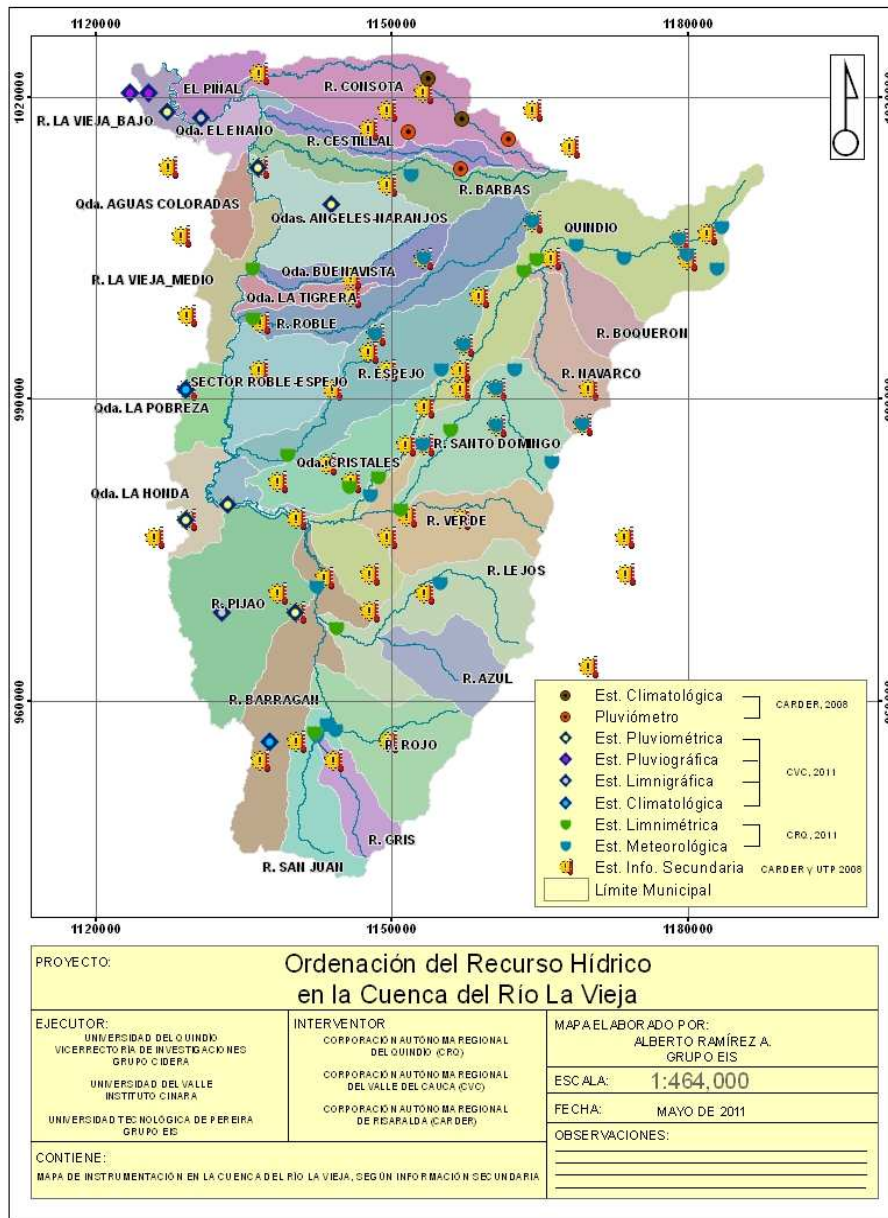 1120000 1150000 1180000
1020000
990000
960000
EL PIÑAL
R. CONSOTA
R. LA VIEJA_BAJO
Qda. EL ENANO
R. CESTILLAL
R. BARBAS
Qda. AGUAS COLORADAS
Qdas. ANGELES-NARANJOS
QUINDIO
Qda. BUENAVISTA
R. LA VIEJA_MEDIO
Qda. LA TIGRERA
R. ROBLE
R. BOQUERON
R. NAVARCO
SECTOR ROBLE-ESPEJO
R. ESPEJO
Qda. LA POBREZA
R. SANTO DOMINGO
Qda. CRISTALES
Qda. LA HONDA
R. VERDE
R. LEJOS
R. PIJAO
R. AZUL
R. BARRAGAN
R. ROJO
R. GRIS
R. SAN JUAN
Est. Climatológica
Pluviómetro
CARDER, 2008
Est. Pluviométrica
Est. Pluviográfica
Est. Limnigráfica
Est. Climatológica
CVC, 2011
Est. Limnimétrica
Est. Meteorológica
CRQ, 2011
Est. Info. Secundaria CARDER y UTP 2008
Límite Municipal
1120000 1150000 1180000
PROYECTO:
Ordenación del Recurso Hídrico
en la Cuenca del Río La Vieja
EJECUTOR:
UNIVERSIDAD DEL QUINDÍO
VICERRECTORÍA DE INVESTIGACIONES
GRUPO CIDERA
UNIVERSIDAD DEL VALLE
INSTITUTO CINARA
UNIVERSIDAD TECNOLÓGICA DE PEREIRA
GRUPO EIS
INTERVENTOR
CORPORACIÓN AUTÓNOMA REGIONAL
DEL QUINDÍO (CRQ)
CORPORACIÓN AUTÓNOMA REGIONAL
DEL VALLE DEL CAUCA (CVC)
CORPORACIÓN AUTÓNOMA REGIONAL
DE RISARALDA (CARDER)
MAPA ELABORADO POR:
ALBERTO RAMÍREZ A.
GRUPO EIS
ESCALA: 1:464,000
FECHA: MAYO DE 2011
OBSERVACIONES:
CONTIENE:
MAPA DE INSTRUMENTACIÓN EN LA CUENCA DEL RÍO LA VIEJA, SEGÚN INFORMACIÓN SECUNDARIA